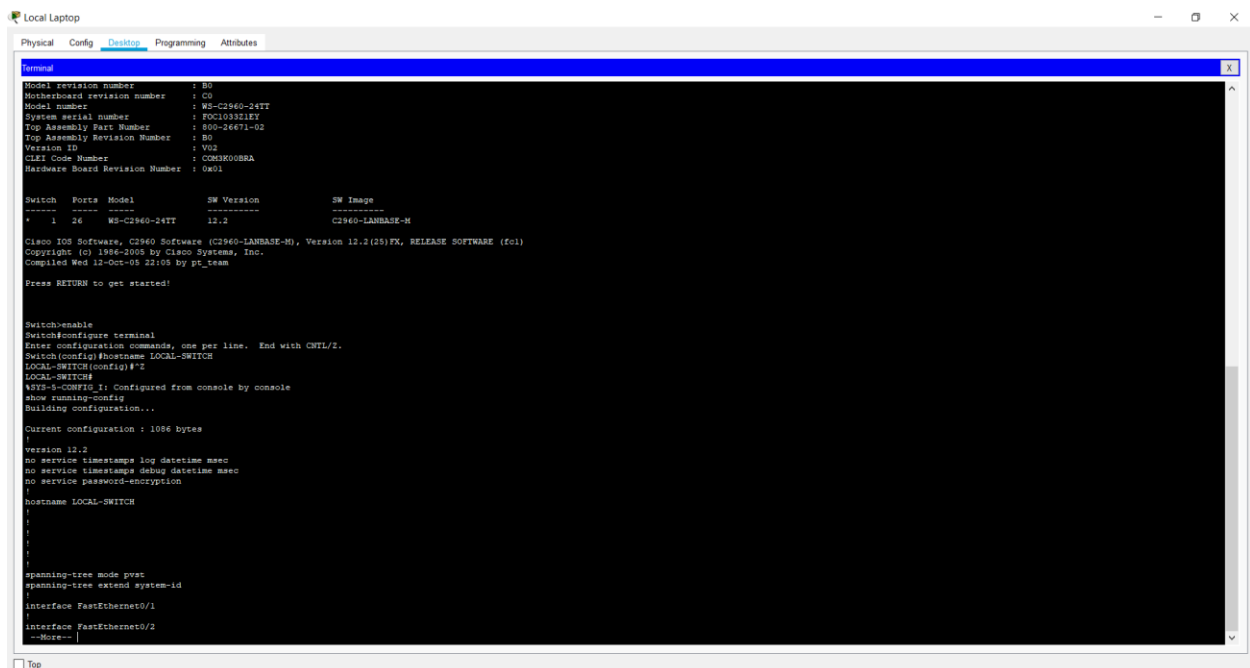 Local Laptop
Physical Config Desktop Programming Attributes
Terminal X
Model revision number : B0
Motherboard revision number : C0
Model number : WS-C2960-24TT
System serial number : FOC1033Z1EY
Top Assembly Part Number : 800-26671-02
Top Assembly Revision Number : B0
Version ID : V02
CLEI Code Number : COM3K00BRA
Hardware Board Revision Number : 0x01
Switch Ports Model SW Version SW Image
------ ----- ----- ---------- ----------
* 1 26 WS-C2960-24TT 12.2 C2960-LANBASE-M
Cisco IOS Software, C2960 Software (C2960-LANBASE-M), Version 12.2(25)FX, RELEASE SOFTWARE (fc1)
Copyright (c) 1986-2005 by Cisco Systems, Inc.
Compiled Wed 12-Oct-05 22:05 by pt_team
Press RETURN to get started!
Switch>enable
Switch#configure terminal
Enter configuration commands, one per line. End with CNTL/Z.
Switch(config)#hostname LOCAL-SWITCH
LOCAL-SWITCH(config)#^Z
LOCAL-SWITCH#
%SYS-5-CONFIG_I: Configured from console by console
show running-config
Building configuration...
Current configuration : 1086 bytes
!
version 12.2
no service timestamps log datetime msec
no service timestamps debug datetime msec
no service password-encryption
!
hostname LOCAL-SWITCH
!
!
!
!
!
!
spanning-tree mode pvst
spanning-tree extend system-id
!
interface FastEthernet0/1
!
interface FastEthernet0/2
--More--
Top